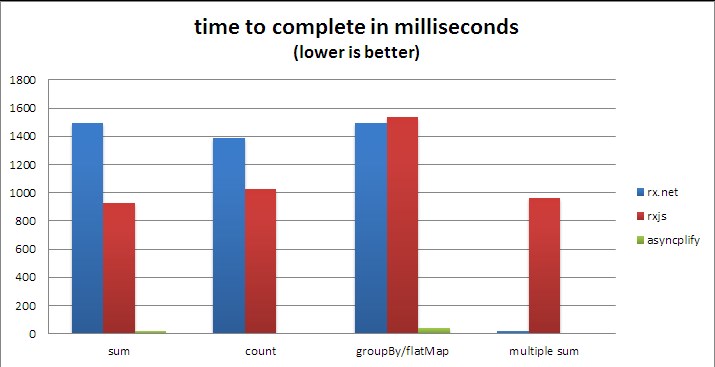 time to complete in milliseconds
(lower is better)
1800
1600
1400
1200
1000
800
600
400
200
0
sum count groupBy/flatMap multiple sum
rx.net
rxjs
asyncplify